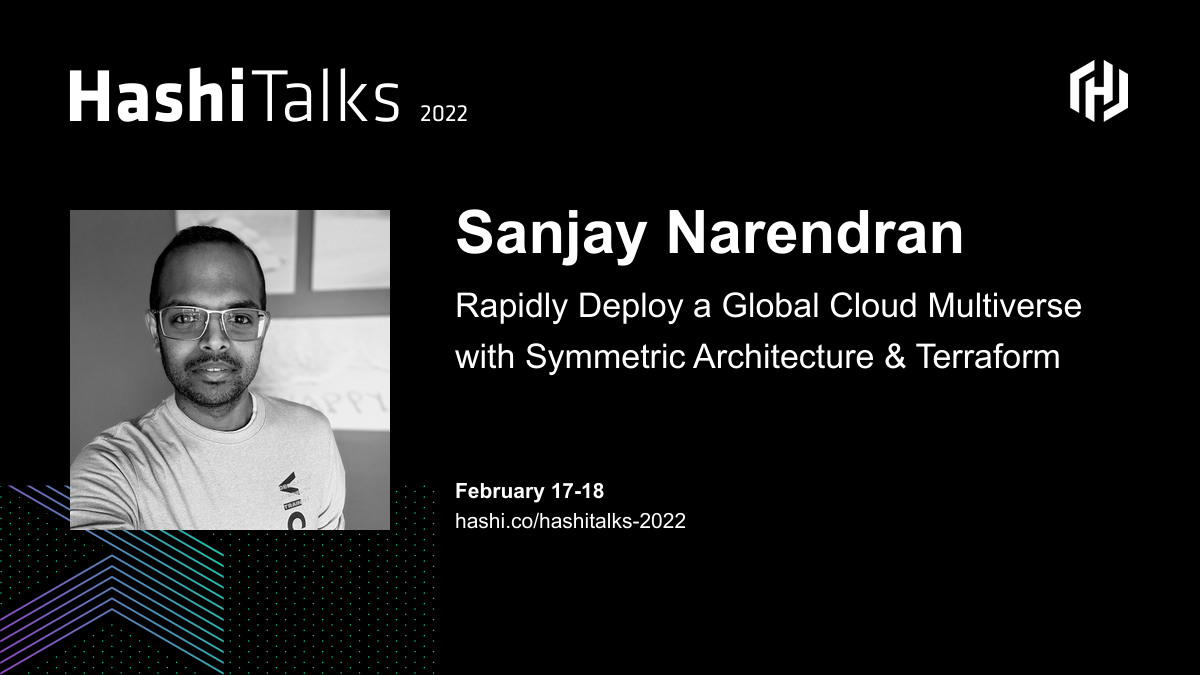 HashiTalks 2022
Sanjay Narendran
Rapidly Deploy a Global Cloud Multiverse
with Symmetric Architecture & Terraform
February 17-18
hashi.co/hashitalks-2022